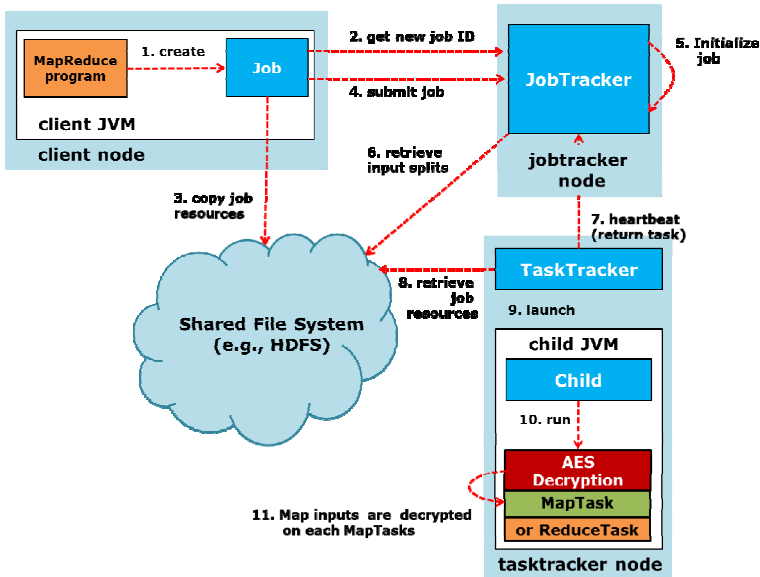 MapReduce
program
1. create
Job
client JVM
client node
2. get new job ID
4. submit job
JobTracker
5. Initialize
job
jobtracker
node
6. retrieve
input splits
3. copy job
resources
7. heartbeat
(return task)
TaskTracker
8. retrieve
job
resources
Shared File System
(e.g., HDFS)
9. launch
child JVM
Child
10. run
AES
Decryption
MapTask
or ReduceTask
11. Map inputs are decrypted
on each MapTasks
tasktracker node